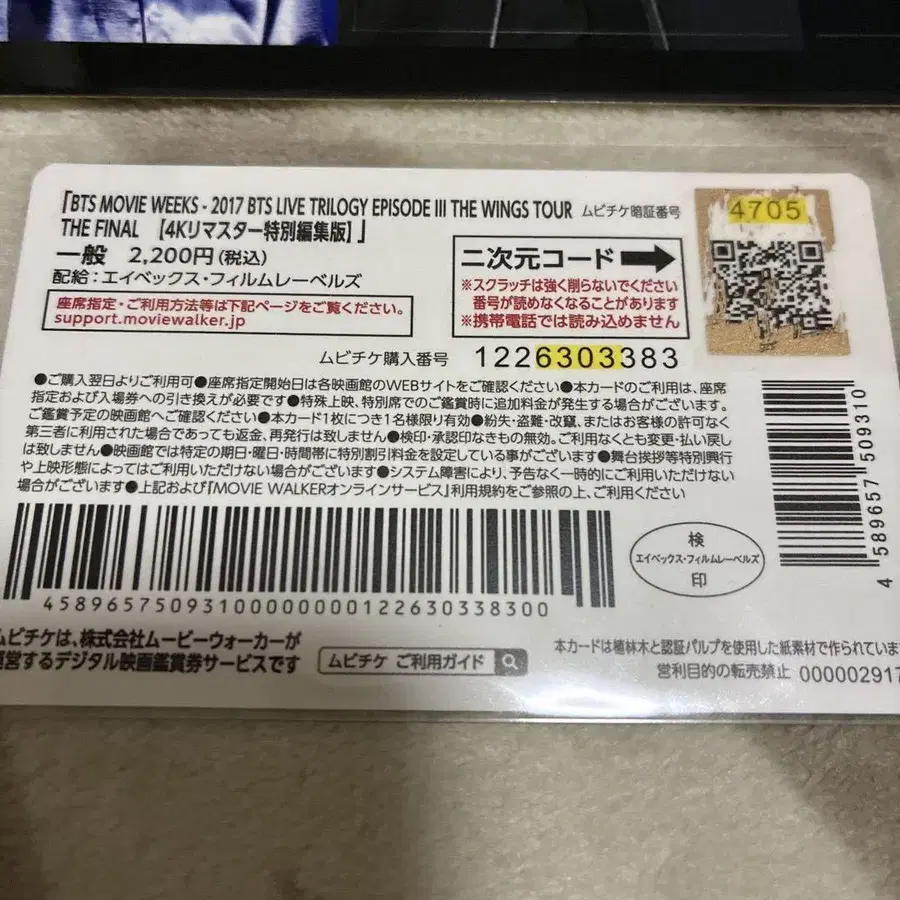 「BTS MOVIE WEEKS - 2017 BTS LIVE TRILOGY EPISODE III THE WINGS TOUR
THE FINAL 【4Kリマスター特別編集版】」
一般 2,200円(税込)
配給：エイベックス・フィルムレーベルズ
座席指定・ご利用方法等は下記ページをご覧ください。
support.moviewalker.jp
ムビチケ暗証番号
4705
二次元コード➡
※スクラッチは強く削らないでください
番号が読めなくなることがあります
※携帯電話では読み込めません
ムビチケ購入番号 1226303383
●ご購入翌日よりご利用可●座席指定開始日は各映画館のWEBサイトをご確認ください●本カードのご利用は、座席
指定および入場券への引き換えが必要です●特殊上映、特別席でのご鑑賞時に追加料金が発生する場合がございます。
ご鑑賞予定の映画館へご確認ください●本カード1枚につき1名様限り有効●紛失・盗難・改竄、またはお客様の許可なく
第三者に利用された場合であっても返金、再発行は致しません●検印・承認印なきもの無効。ご利用なくとも変更・払い戻し
は致しません●映画館では特定の期日・曜日・時間帯に特別割引料金を設定している事がございます●舞台挨拶等特別興行
や上映形態によってはご利用いただけない場合がございます●システム障害により、予告なく一時的にご利用いただけない
場合がございます●上記および『MOVIE WALKERオンラインサービス』利用規約をご参照の上、ご利用ください
4589657509310000000001226303383​00
4 589657 509310
検
エイベックス・フィルムレーベルズ
印
ムビチケは、株式会社ムービーウォーカーが
運営するデジタル映画鑑賞券サービスです
ムビチケ ご利用ガイド
本カードは植林木と認証パルプを使用した紙素材で作られています
営利目的の転売禁止 000002917